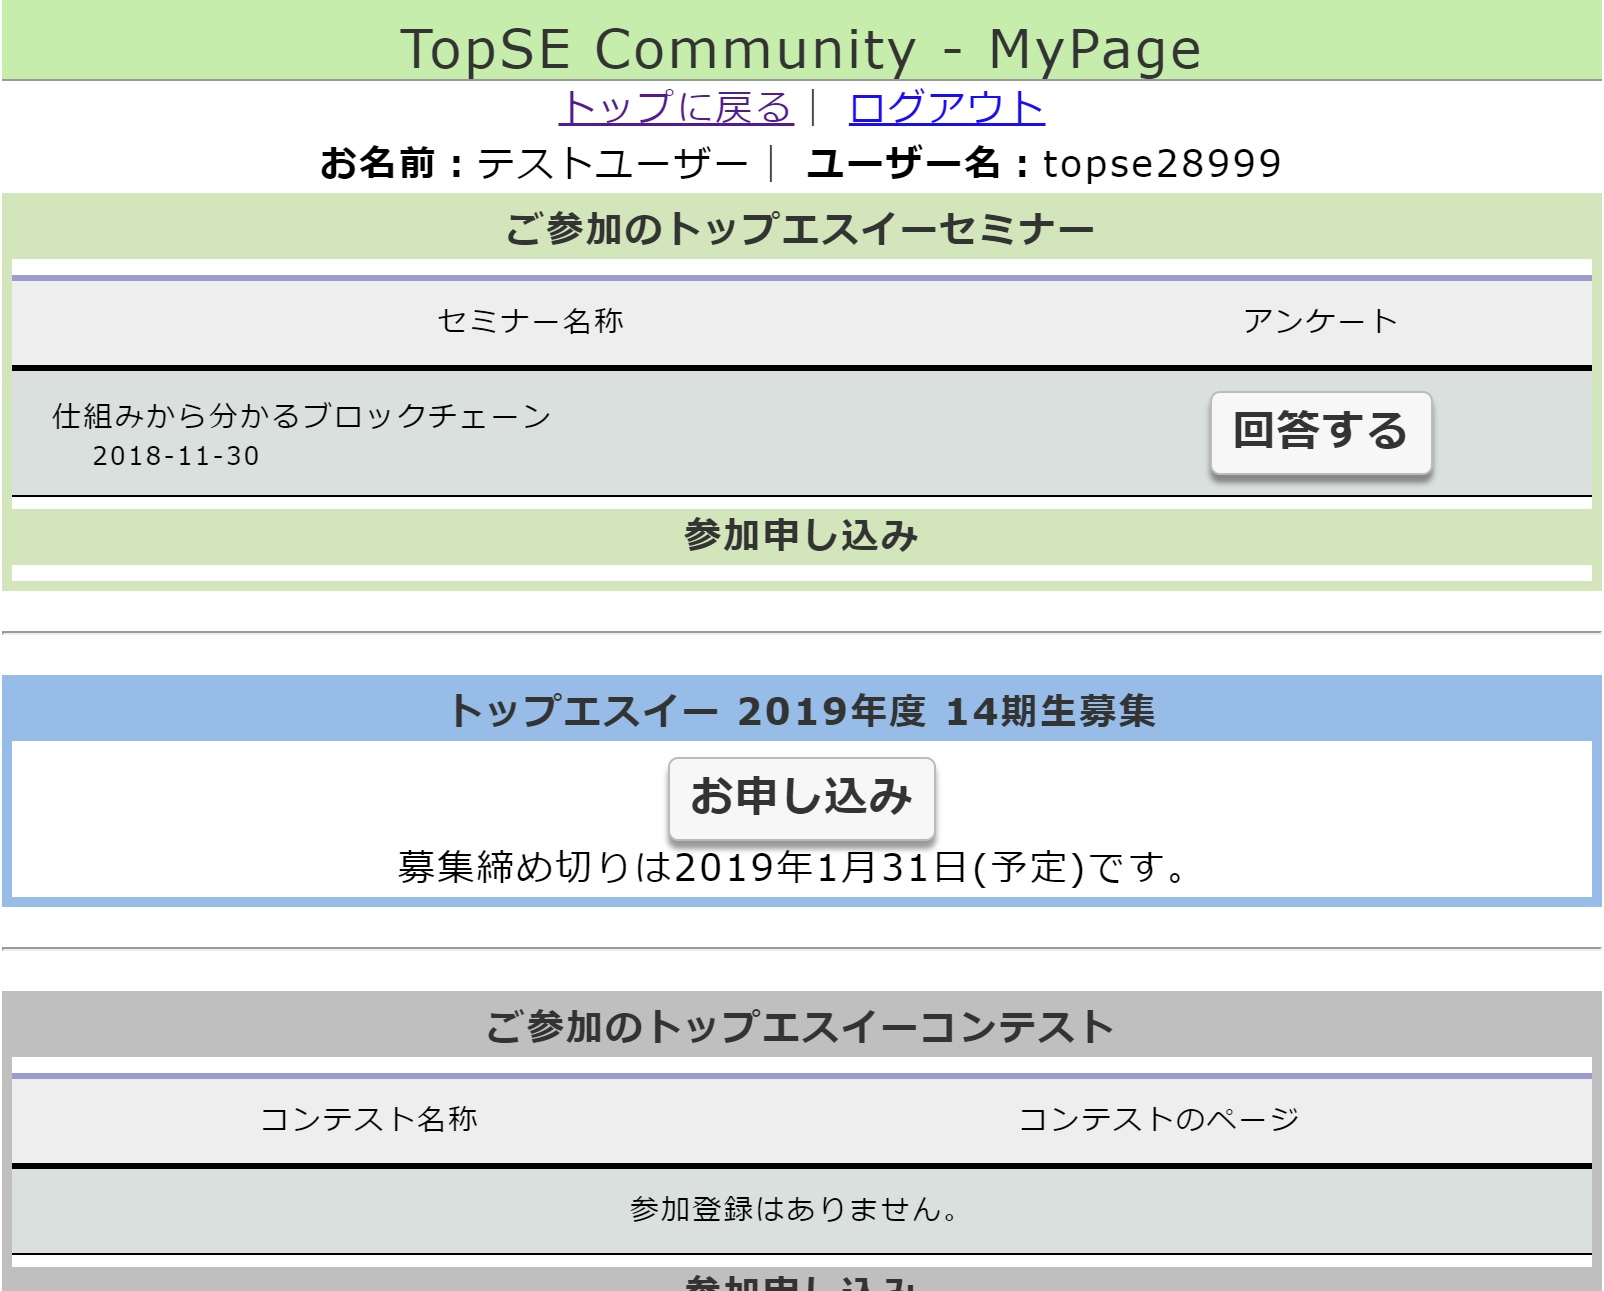 TopSE Community - MyPage
トップに戻る｜ ログアウト
お名前：テストユーザー｜ ユーザー名：topse28999
ご参加のトップエスイーセミナー
セミナー名称 アンケート
仕組みから分かるブロックチェーン
2018-11-30
回答する
参加申し込み
トップエスイー 2019年度 14期生募集
お申し込み
募集締め切りは2019年1月31日(予定)です。
ご参加のトップエスイーコンテスト
コンテスト名称 コンテストのページ
参加登録はありません。
参加申し込み